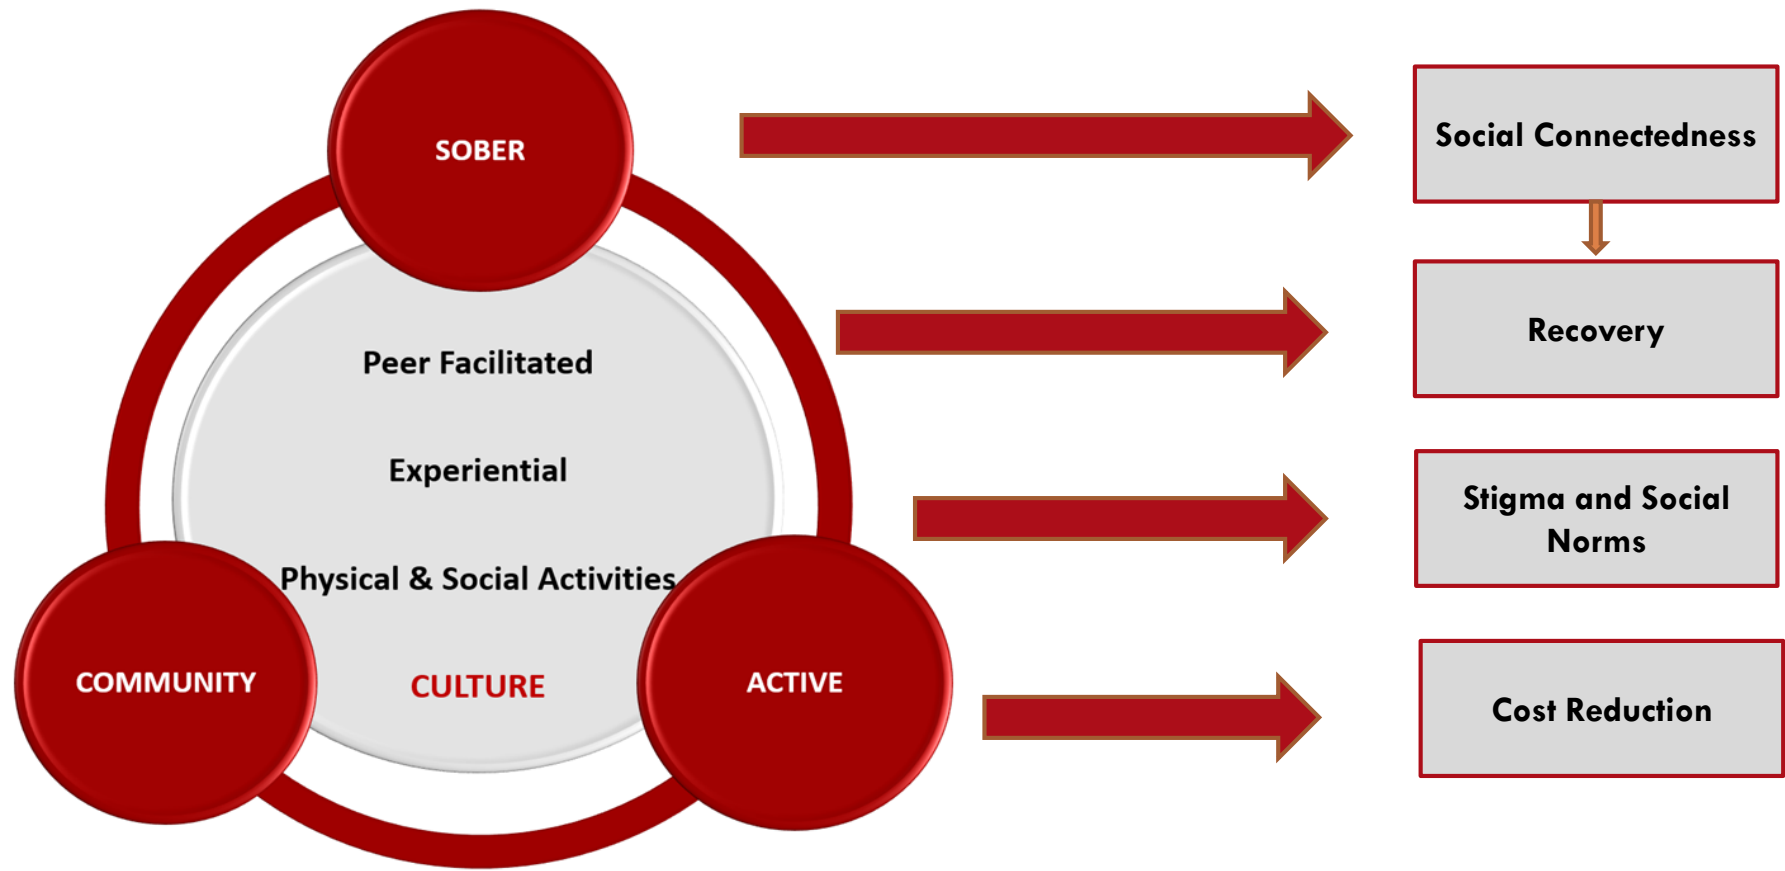 SOBER
Peer Facilitated
Experiential
Physical & Social Activities
CULTURE
COMMUNITY
ACTIVE
Social Connectedness
Recovery
Stigma and Social
Norms
Cost Reduction